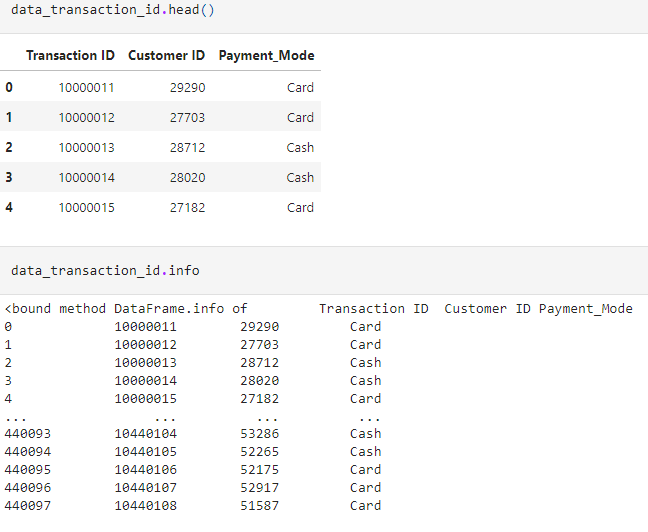 data_transaction_id.head()
Transaction ID Customer ID Payment_Mode
0 10000011 29290 Card
1 10000012 27703 Card
2 10000013 28712 Cash
3 10000014 28020 Cash
4 10000015 27182 Card
data_transaction_id.info
<bound method DataFrame.info of Transaction ID Customer ID Payment_Mode
0 10000011 29290 Card
1 10000012 27703 Card
2 10000013 28712 Cash
3 10000014 28020 Cash
4 10000015 27182 Card
... ... ... ...
440093 10440104 53286 Cash
440094 10440105 52265 Cash
440095 10440106 52175 Card
440096 10440107 52917 Card
440097 10440108 51587 Card